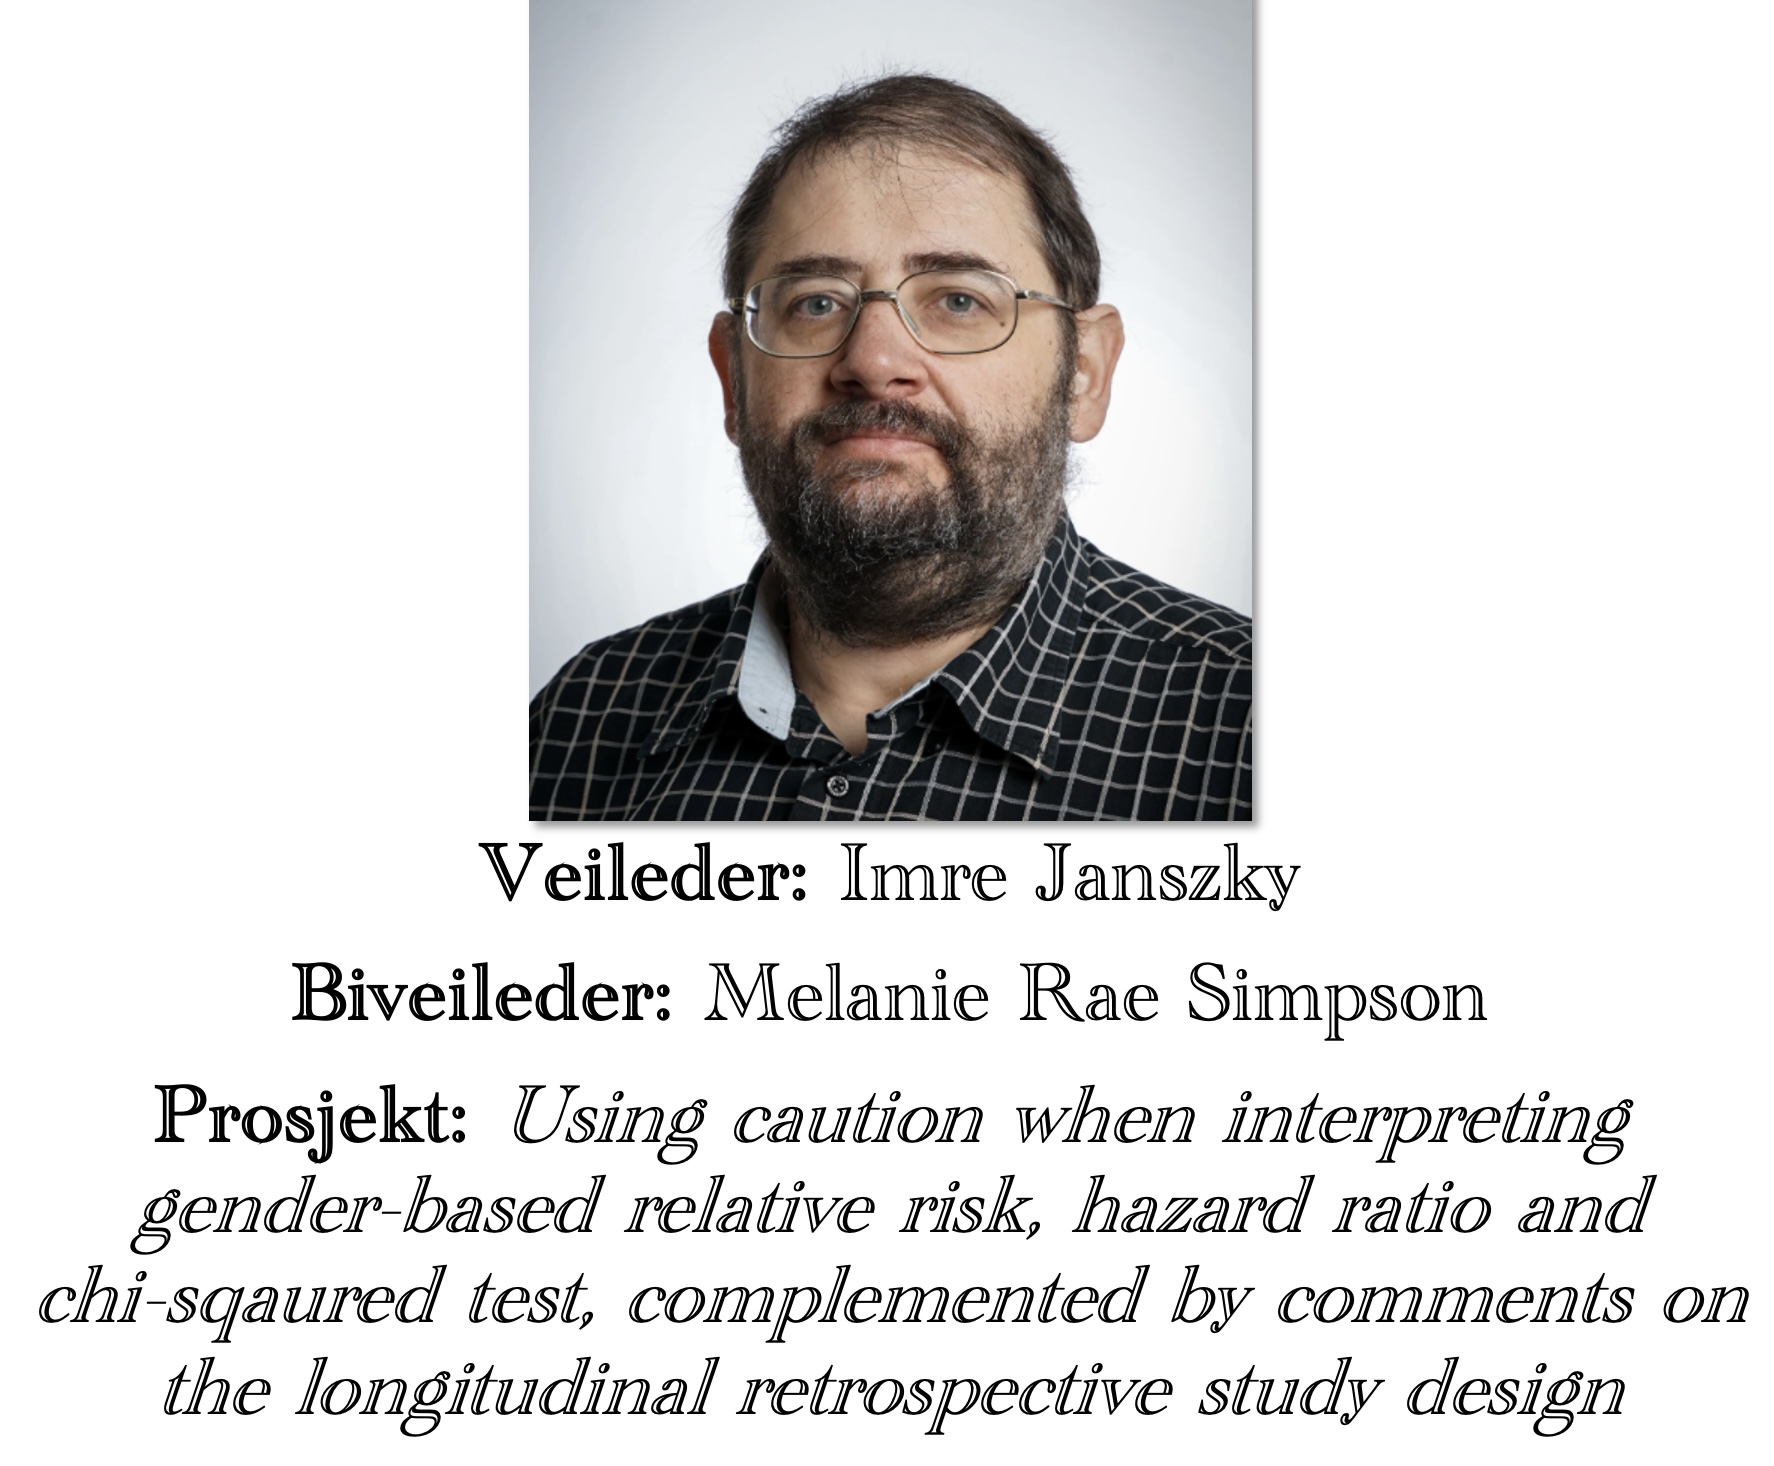 Veileder: Imre Janszky
Biveileder: Melanie Rae Simpson
Prosjekt: Using caution when interpreting
gender-based relative risk, hazard ratio and
chi-sqaured test, complemented by comments on
the longitudinal retrospective study design